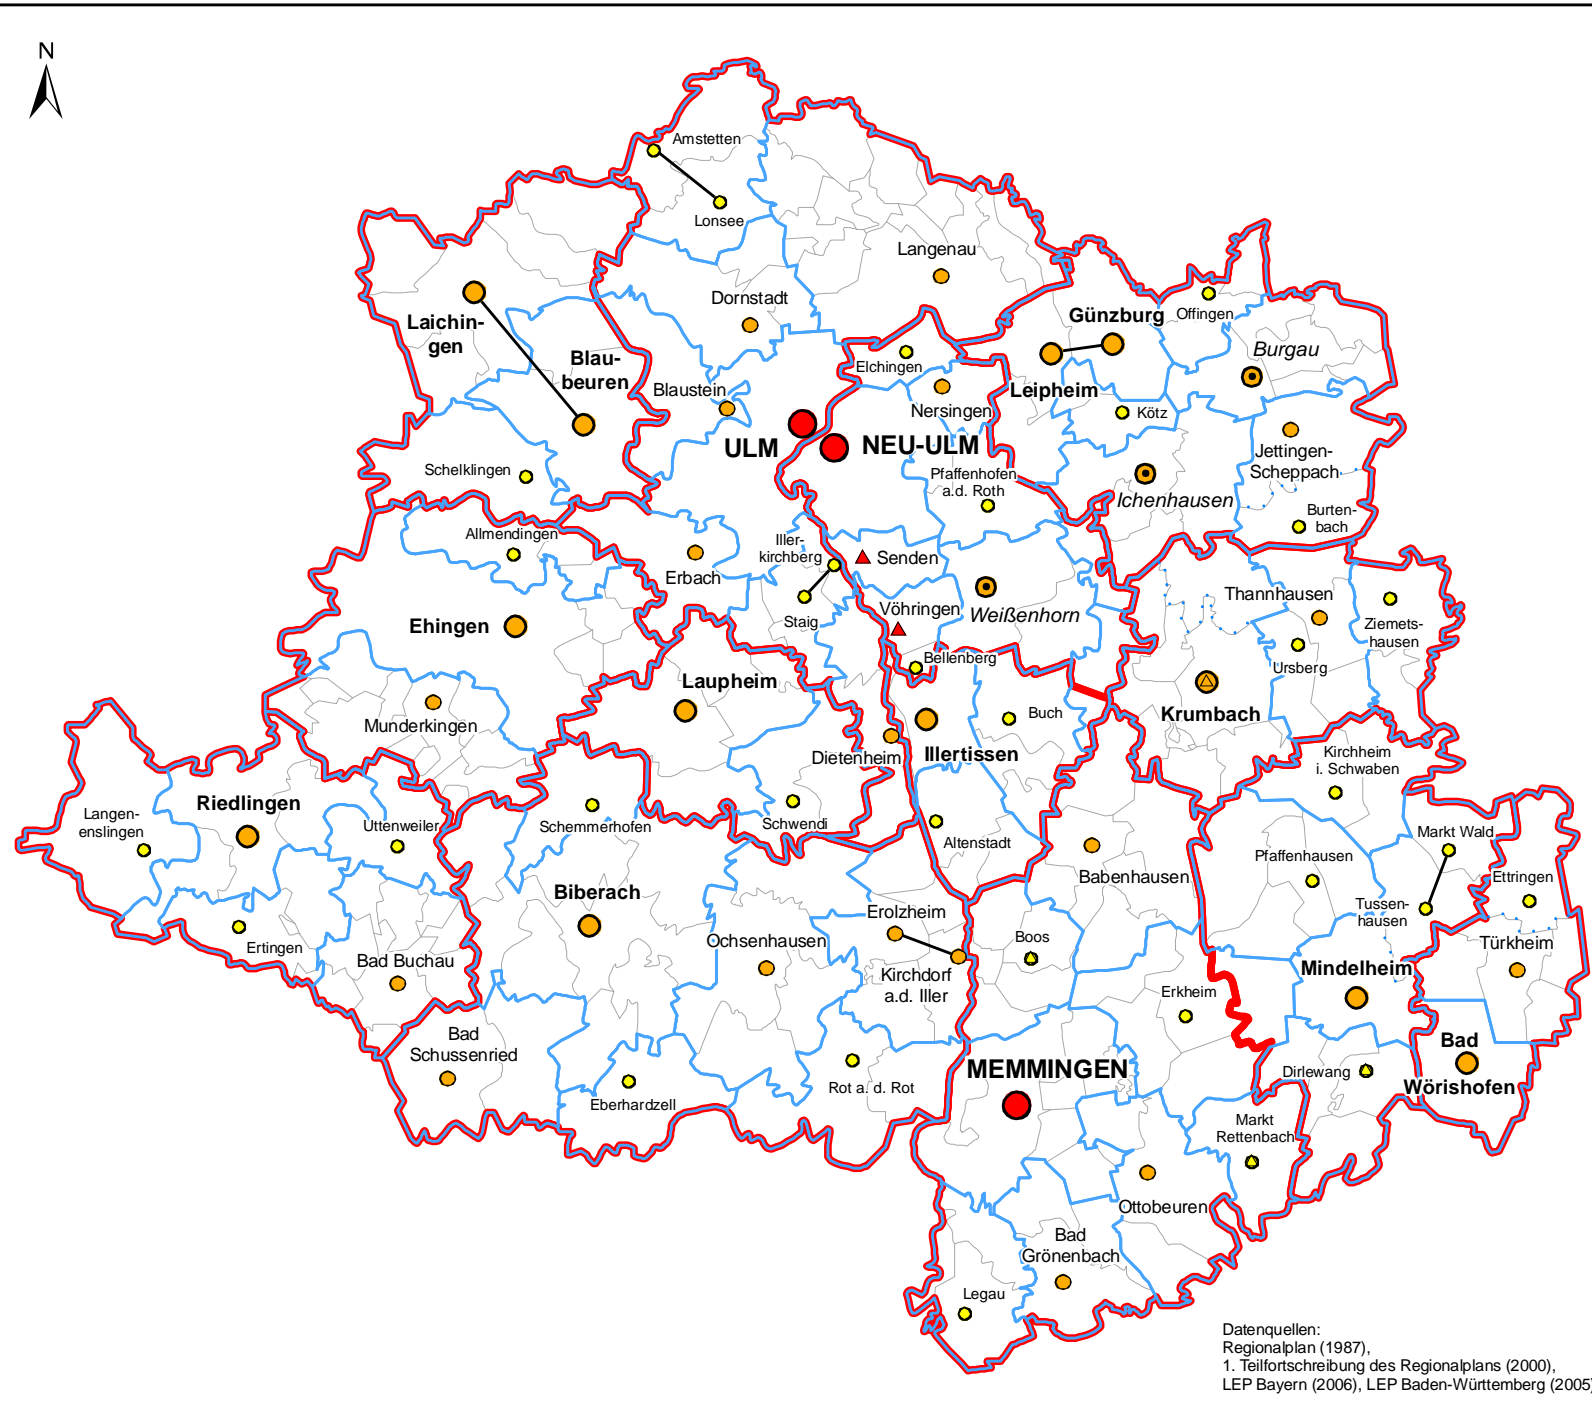 N
Amstetten
Lonsee
Langenau
Dornstadt
Laichin-
gen
Blau-
beuren
Blaustein
Elchingen
Nersingen
Günzburg
Offingen
Burgau
Leipheim
Kötz
Jettingen-
Scheppach
ULM
NEU-ULM
Schelklingen
Pfaffenhofen
a.d. Roth
Ichenhausen
Burten-
bach
Allmendingen
Iller-
kirchberg
Senden
Erbach
Weißenhorn
Vöhringen
Staig
Thannhausen
Ziemets-
hausen
Ehingen
Bellenberg
Ursberg
Laupheim
Buch
Krumbach
Munderkingen
Dietenheim
Illertissen
Kirchheim
i. Schwaben
Langen-
enslingen
Riedlingen
Uttenweiler
Schemmerhofen
Schwendi
Altenstadt
Markt Wald
Babenhausen
Pfaffenhausen
Ettringen
Biberach
Erolzheim
Tussen-
hausen
Ertingen
Bad Buchau
Ochsenhausen
Boos
Türkheim
Kirchdorf
a.d. Iller
Mindelheim
Erkheim
Bad
Schussenried
Bad
Wörishofen
Eberhardzell
Rot a. d. Rot
MEMMINGEN
Dirlewang
Markt
Rettenbach
Ottobeuren
Bad
Grönenbach
Legau
Datenquellen:
Regionalplan (1987),
1. Teilfortschreibung des Regionalplans (2000),
LEP Bayern (2006), LEP Baden-Württemberg (2005)